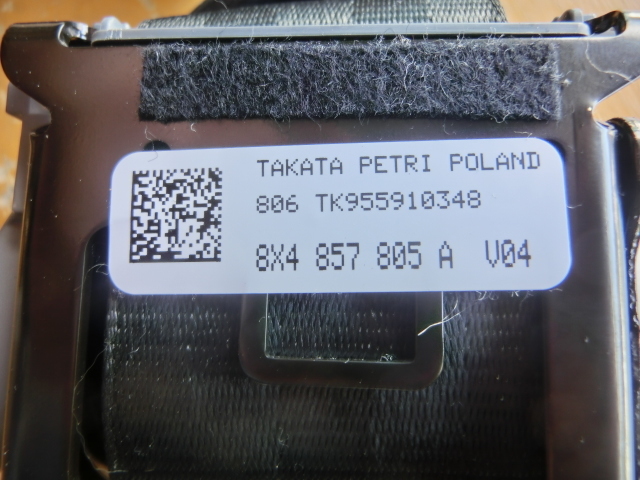 TAKATA PETRI POLAND
806 TK955910348
8X4 857 805 A V04